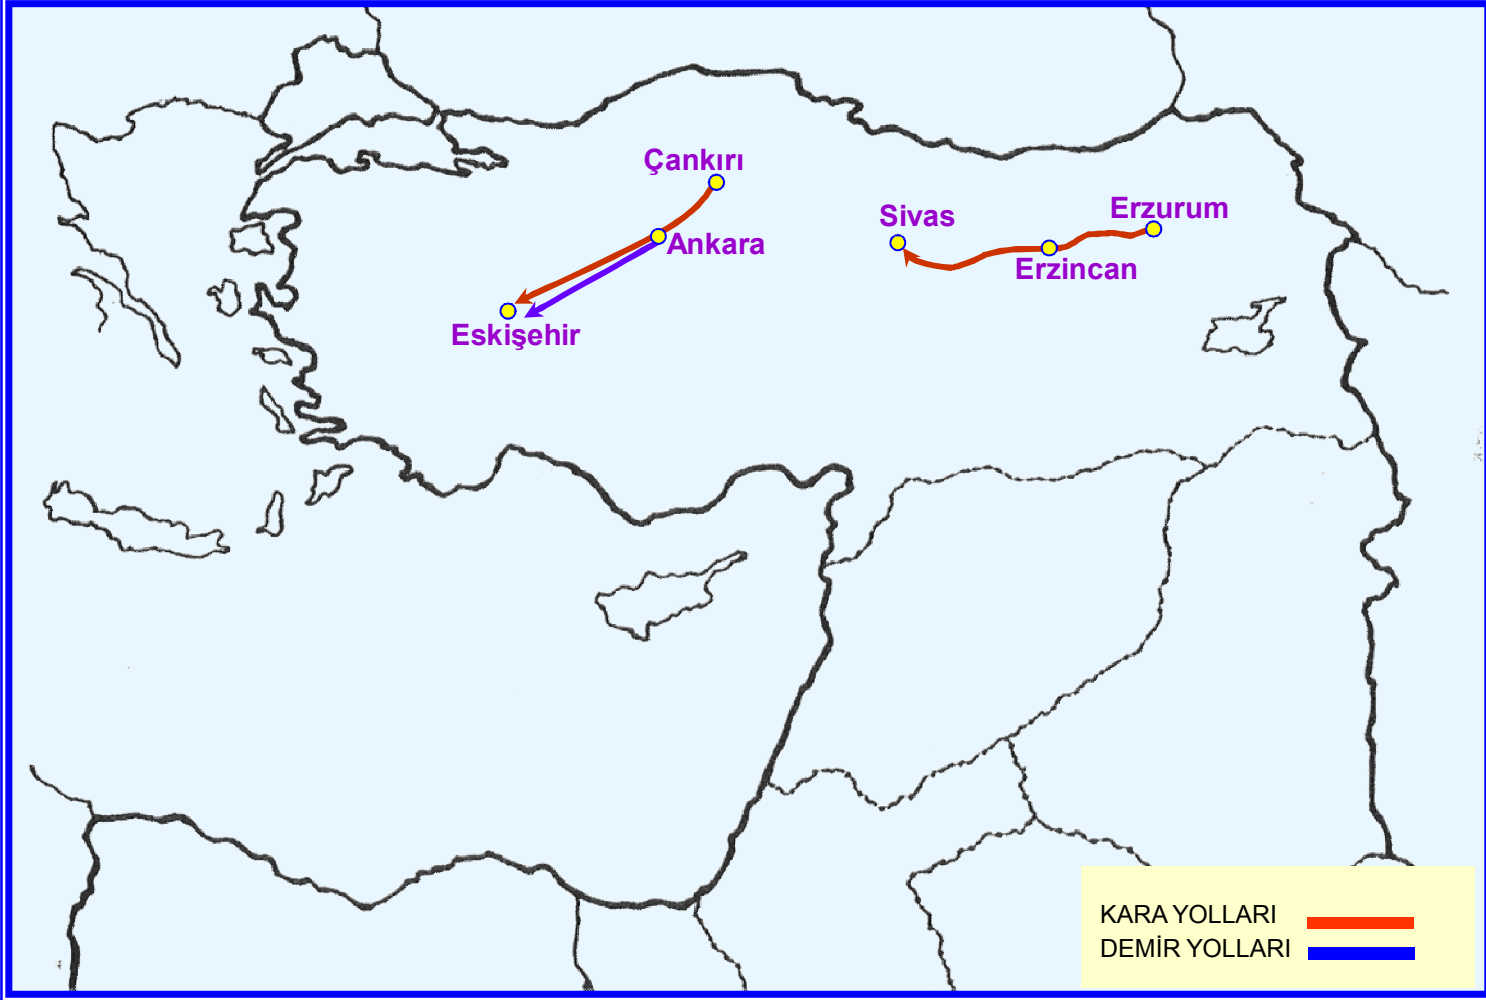 Çankırı
Ankara
Eskişehir
Sivas
Erzincan
Erzurum
KARA YOLLARI
DEMİR YOLLARI